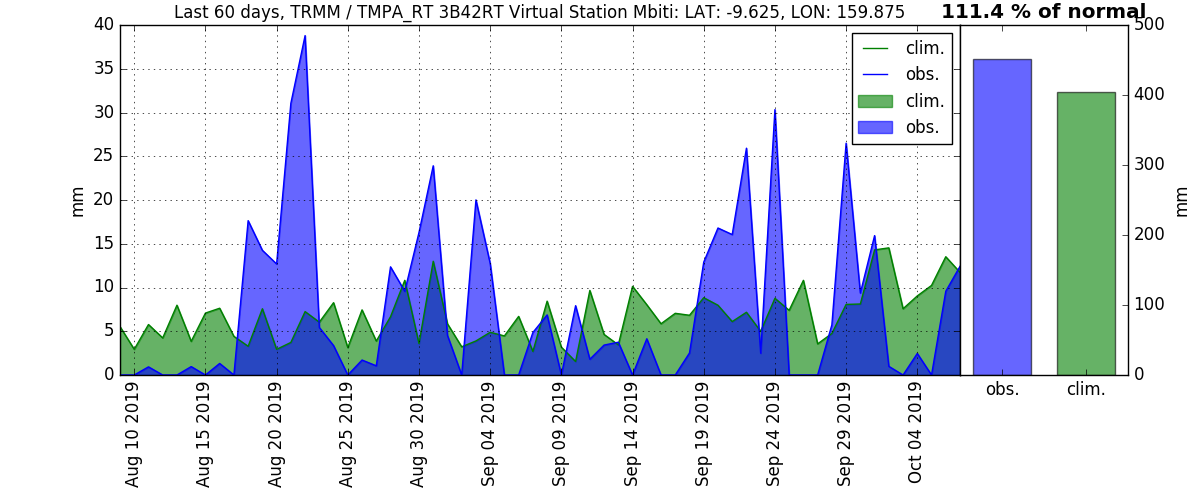 Last 60 days, TRMM / TMPA_RT 3B42RT Virtual Station Mbiti: LAT: -9.625, LON: 159.875
111.4 % of normal
40
35
30
25
20
15
10
5
0
mm
clim.
obs.
clim.
obs.
500
400
300
200
100
0
mm
obs.
clim.
Aug 10 2019
Aug 15 2019
Aug 20 2019
Aug 25 2019
Aug 30 2019
Sep 04 2019
Sep 09 2019
Sep 14 2019
Sep 19 2019
Sep 24 2019
Sep 29 2019
Oct 04 2019